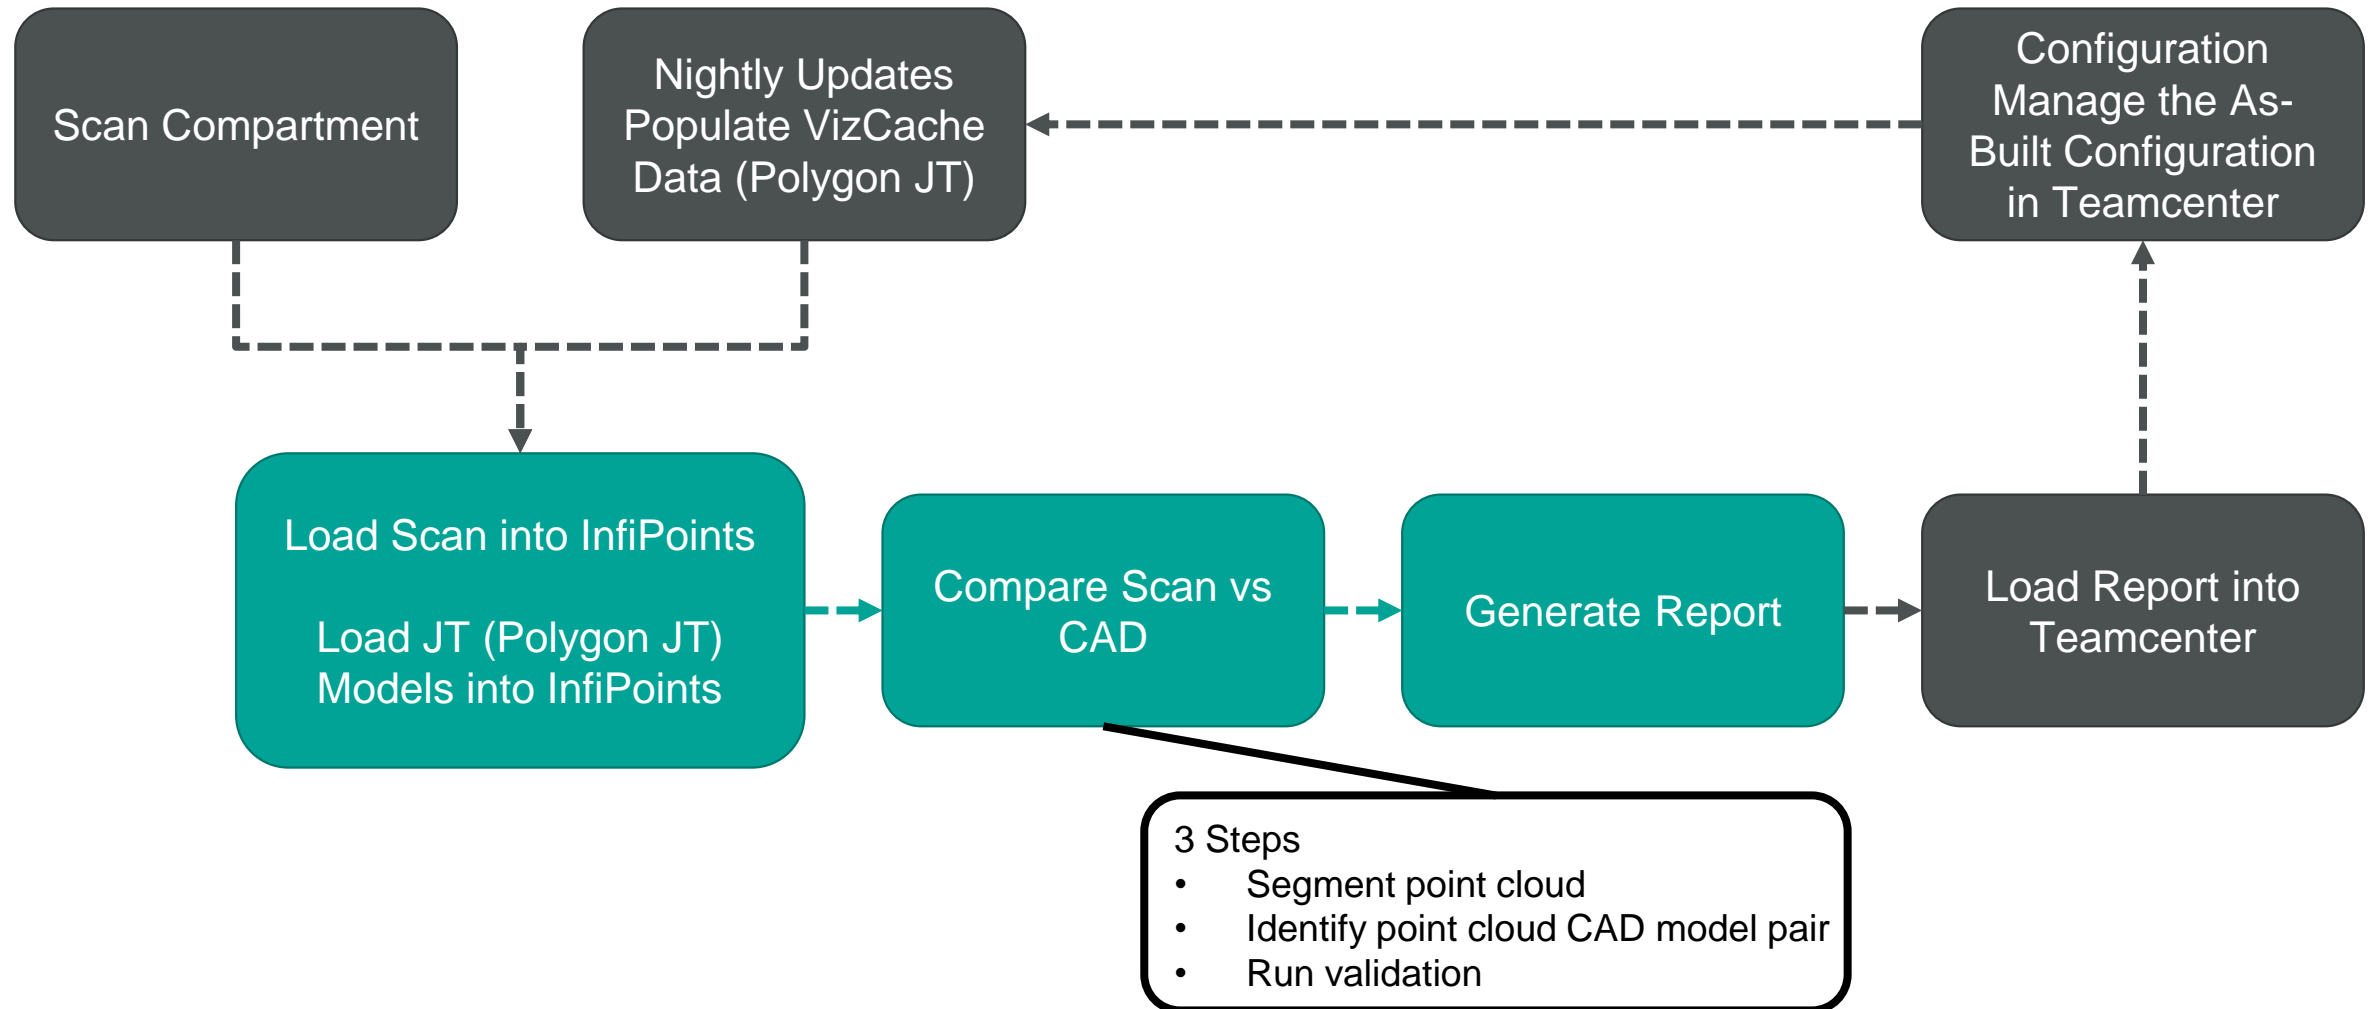 Scan Compartment
Nightly Updates
Populate VizCache
Data (Polygon JT)
Configuration
Manage the As-
Built Configuration
in Teamcenter
Load Scan into InfiPoints
Load JT (Polygon JT)
Models into InfiPoints
Compare Scan vs
CAD
Generate Report
Load Report into
Teamcenter
3 Steps
• Segment point cloud
• Identify point cloud CAD model pair
• Run validation